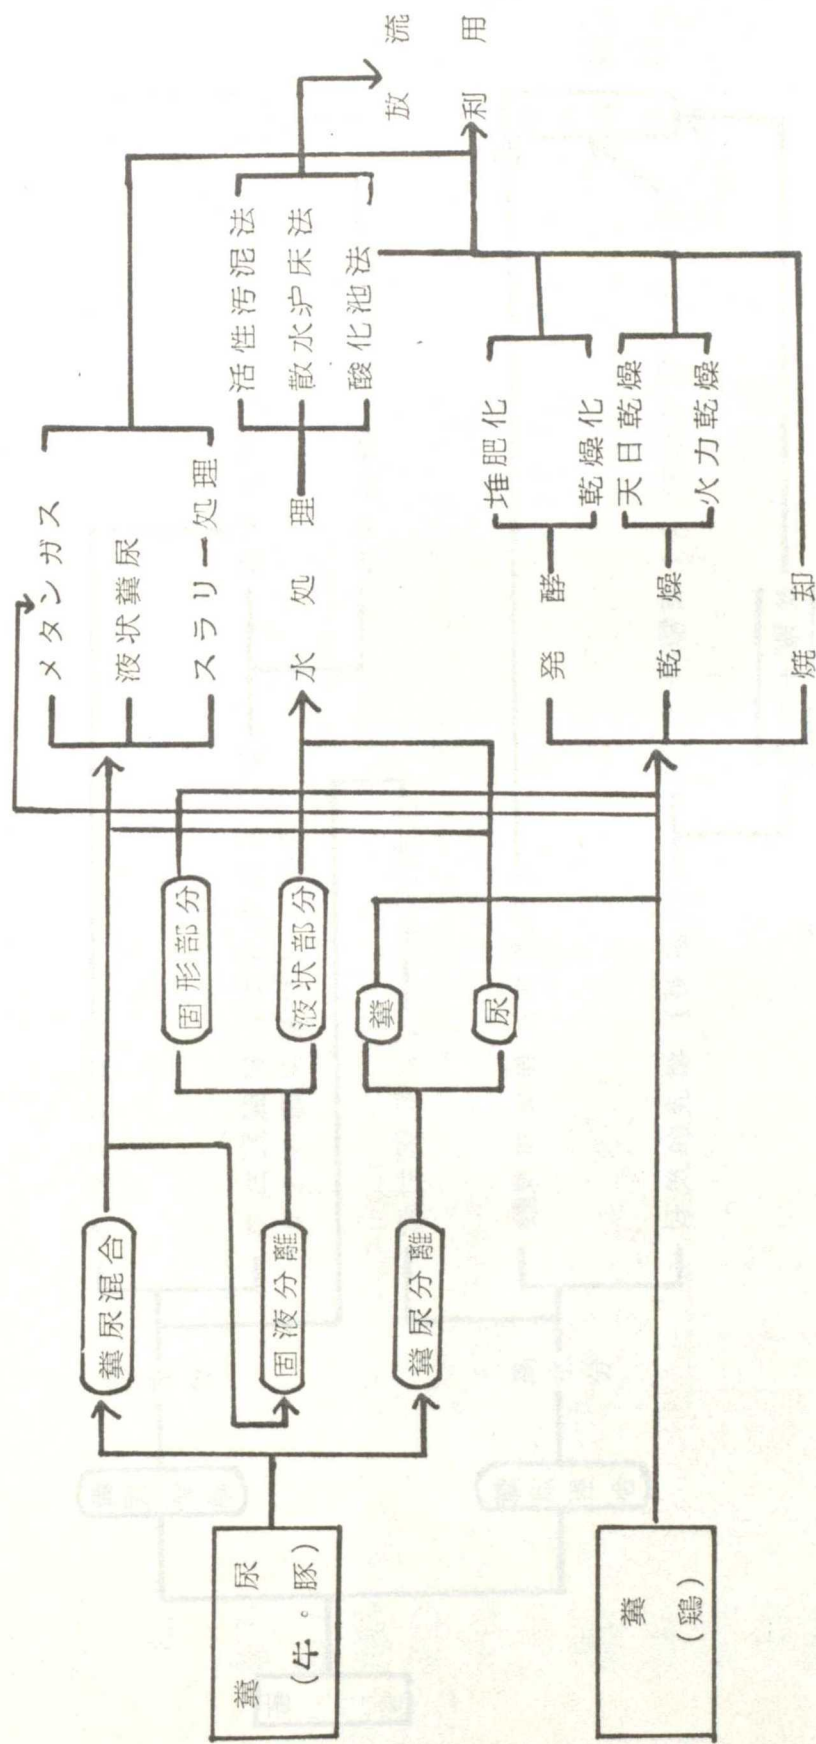 糞尿
(牛・豚)
糞
(鶏)
糞尿混合
固液分離
糞尿分離
固形部分
液状部分
糞
尿
メタンガス
液状糞尿
スラリー処理
水処理
発酵
乾燥
焼却
活性汚泥法
散水沪床法
酸化池法
堆肥化
乾燥化
天日乾燥
火力乾燥
放流
利用